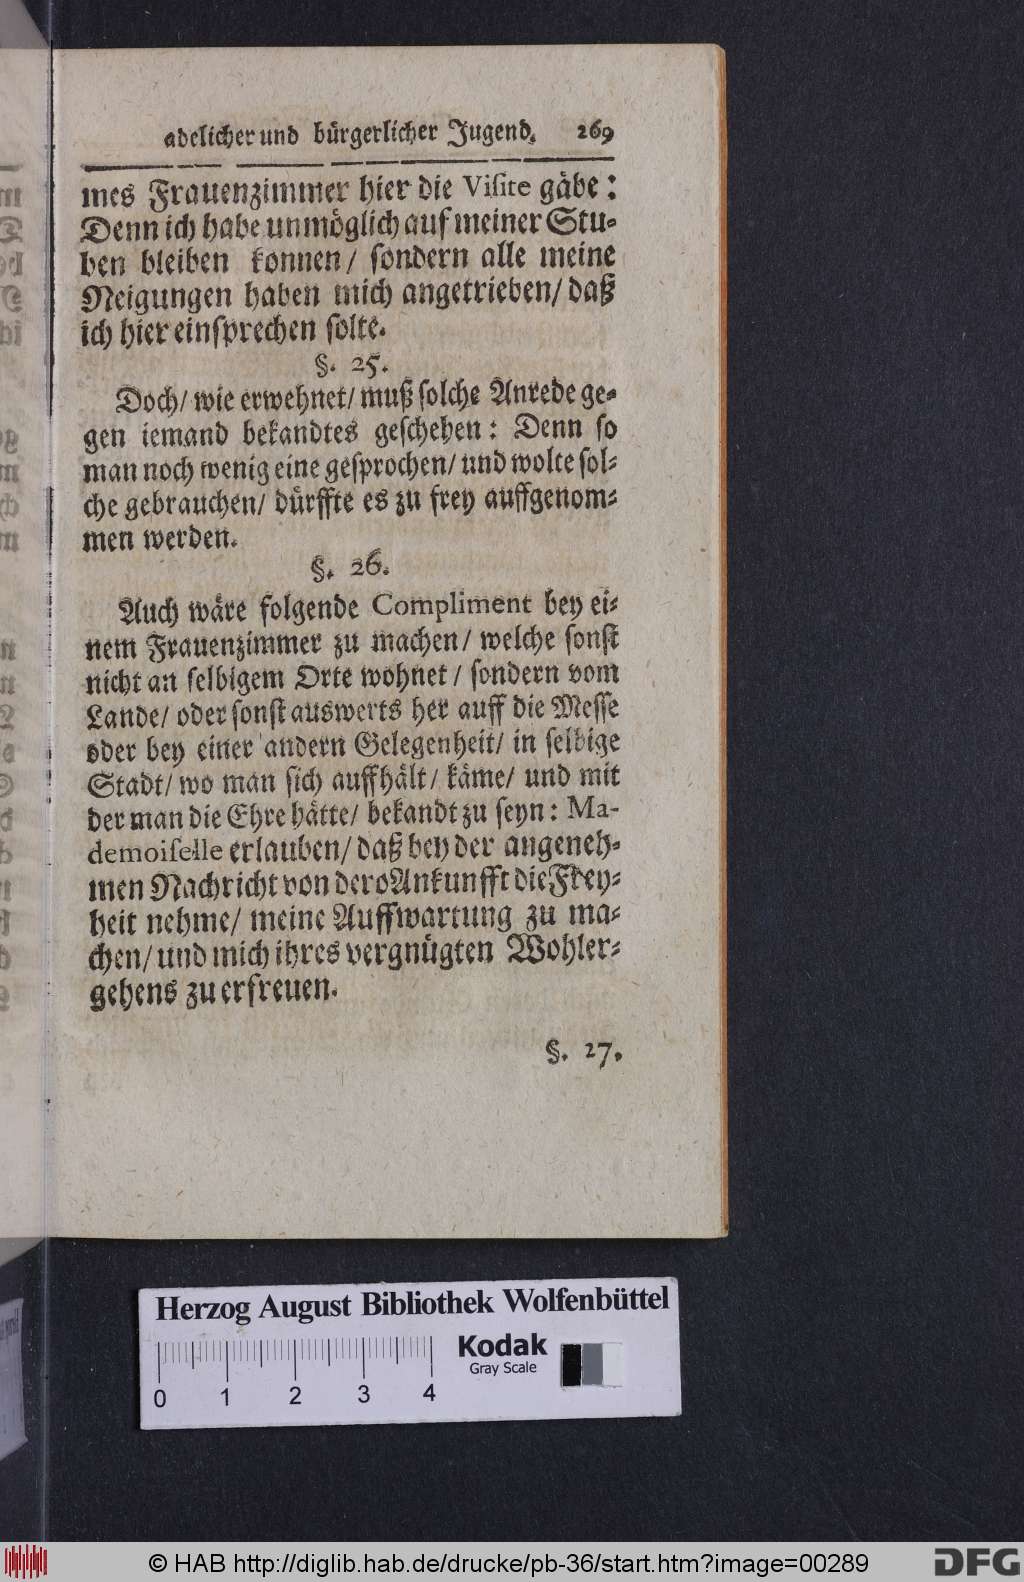 adelicher und bürgerlicher Jugend. 269
mes Frauenzimmer hier die Visite gäbe:
Denn ich habe unmöglich auf meiner Stu-
ben bleiben konnen/ sondern alle meine
Neigungen haben mich angetrieben/ daß
ich hier einsprechen solte.
§. 25.
Doch/ wie erwehnet/ muß solche Anrede ge-
gen iemand bekandtes geschehen: Denn so
man noch wenig eine gesprochen/ und wolte sol-
che gebrauchen/ dürffte es zu frey auffgenom-
men werden.
§. 26.
Auch wäre folgende Compliment bey ei-
nem Frauenzimmer zu machen/ welche sonst
nicht an selbigem Orte wohnet/ sondern vom
Lande/ oder sonst auswerts her auff die Messe
oder bey einer andern Gelegenheit/ in selbige
Stadt/ wo man sich auffhält/ käme/ und mit
der man die Ehre hätte/ bekandt zu seyn: Ma-
demoiselle erlauben/ daß bey der angeneh-
men Nachricht von dero Ankunfft die Frey-
heit nehme/ meine Auffwartung zu ma-
chen/ und mich ihres vergnügten Wohler-
gehens zu erfreuen.
§. 27.
Herzog August Bibliothek Wolfenbüttel
Kodak
Gray Scale
0 1 2 3 4
© HAB http://diglib.hab.de/drucke/pb-36/start.htm?image=00289
DFG